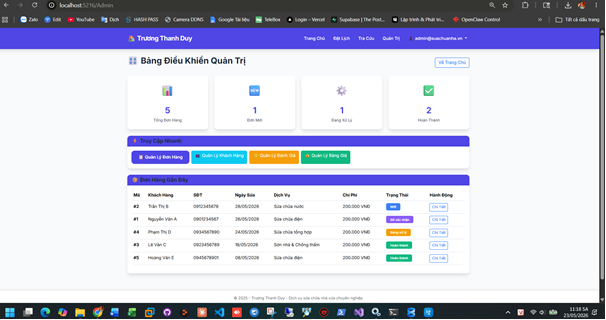 localhost:5216/Admin
Zalo Vẽ Edit YouTube Dịch HASH PASS Camera DDNS Google Tài liệu TeleBox Login – Vercel Supabase | The Post... Lập trình & Phát tri... OpenClaw Control Tất cả dấu trang
Trương Thanh Duy
Trang Chủ Đặt Lịch Tra Cứu Quản Trị admin@suachuanha.vn
Bảng Điều Khiển Quản Trị
Về Trang Chủ
5 1 1 2
Tổng Đơn Hàng Đơn Mới Đang Xử Lý Hoàn Thành
Truy Cập Nhanh
Quản Lý Đơn Hàng Quản Lý Khách Hàng Quản Lý Đánh Giá Quản Lý Bảng Giá
Đơn Hàng Gần Đây
Mã Khách Hàng SĐT Ngày Sửa Dịch Vụ Chi Phí Trạng Thái Hành Động
#2 Trần Thị B 0912345678 28/05/2026 Sửa chữa nước 200.000 VNĐ Mới Chi Tiết
#1 Nguyễn Văn A 0901234567 26/05/2026 Sửa chữa điện 200.000 VNĐ Đã xác nhận Chi Tiết
#4 Phạm Thị D 0934567890 24/05/2026 Sửa chữa tổng hợp 200.000 VNĐ Đang xử lý Chi Tiết
#3 Lê Văn C 0923456789 18/05/2026 Sơn nhà & Chống thấm 200.000 VNĐ Hoàn thành Chi Tiết
#5 Hoàng Văn E 0945678901 08/05/2026 Sửa chữa điện 200.000 VNĐ Hoàn thành Chi Tiết
© 2025 - Trương Thanh Duy - Dịch vụ sửa chữa nhà cửa chuyên nghiệp
11:18 SA
23/05/2026